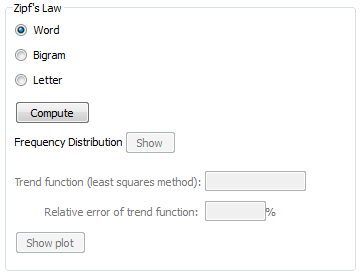 Zipf's Law
Word
Bigram
Letter
Compute
Frequency Distribution Show
Trend function (least squares method):
Relative error of trend function: %
Show plot